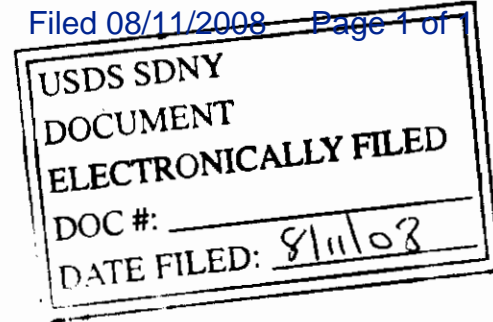 Filed 08/11/2008 Page 1 of 1
USDS SDNY
DOCUMENT
ELECTRONICALLY FILED
DOC #:
DATE FILED: 8/11/08